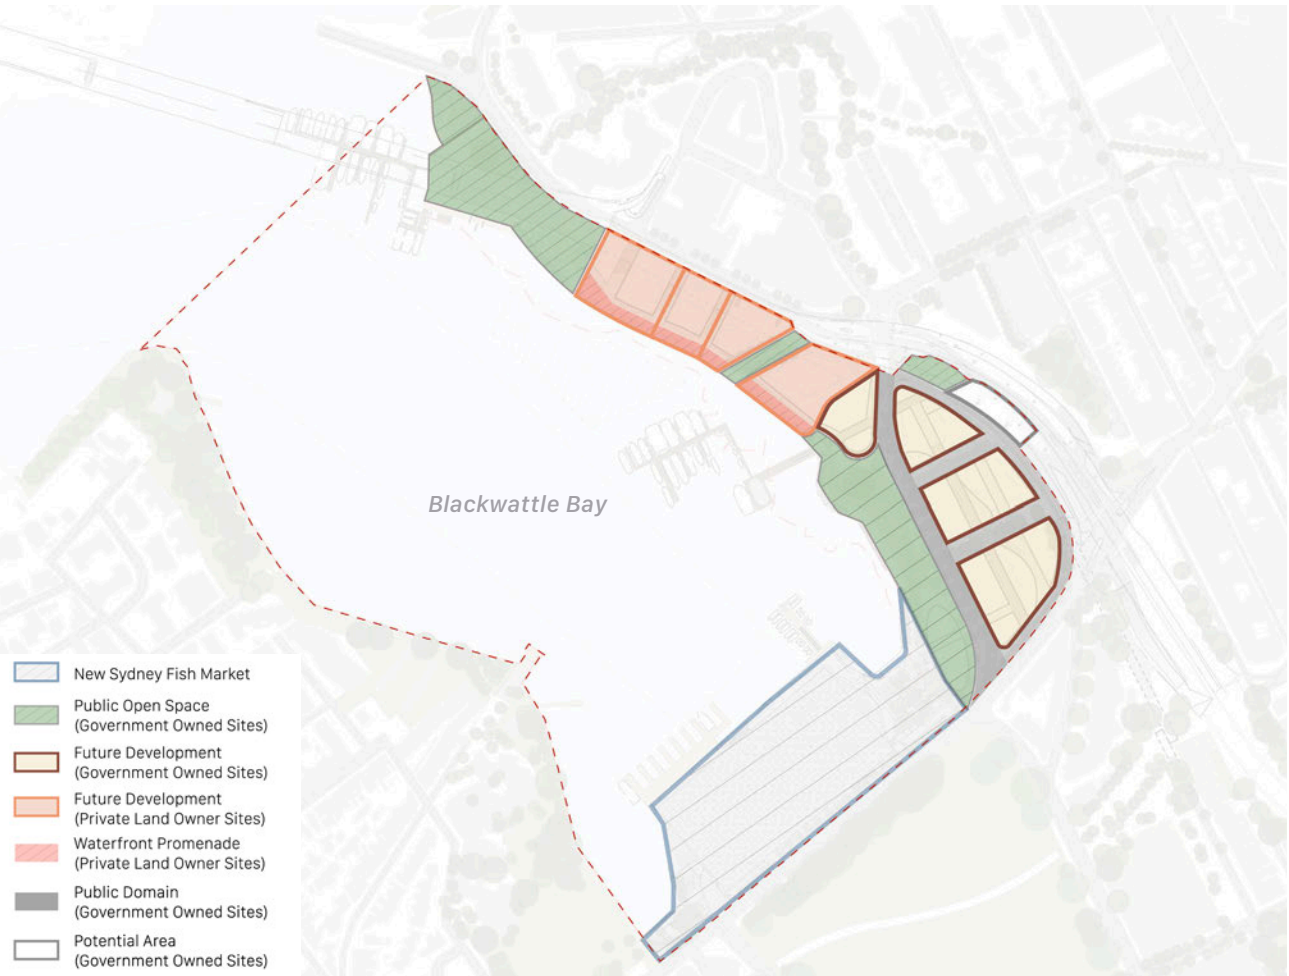 Blackwattle Bay
New Sydney Fish Market
Public Open Space
(Government Owned Sites)
Future Development
(Government Owned Sites)
Future Development
(Private Land Owner Sites)
Waterfront Promenade
(Private Land Owner Sites)
Public Domain
(Government Owned Sites)
Potential Area
(Government Owned Sites)